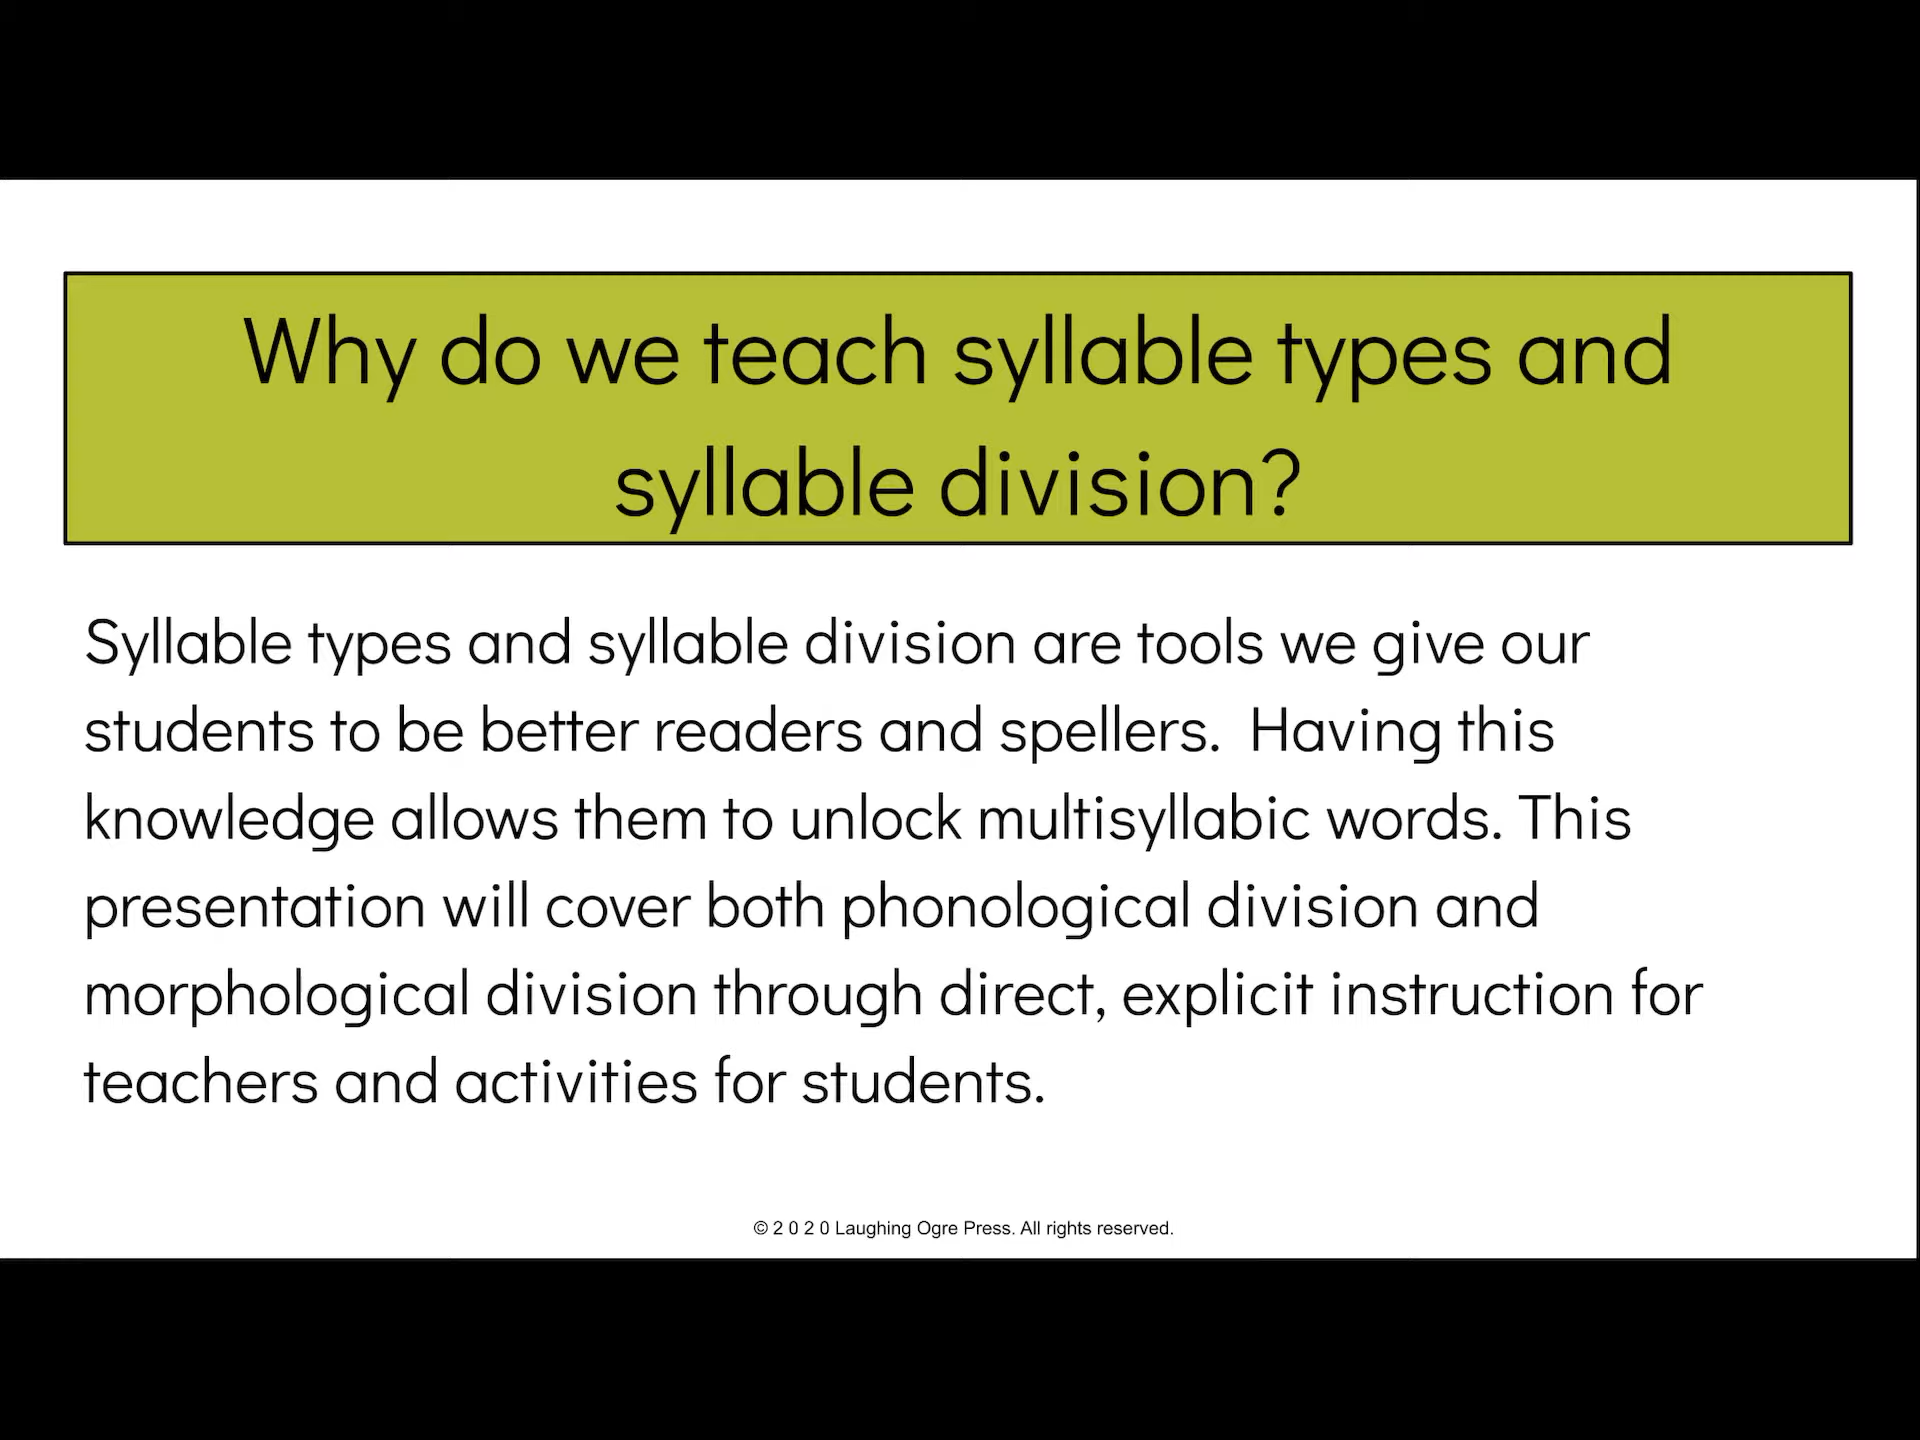 Why do we teach syllable types and
syllable division?
Syllable types and syllable division are tools we give our
students to be better readers and spellers.  Having this
knowledge allows them to unlock multisyllabic words. This
presentation will cover both phonological division and
morphological division through direct, explicit instruction for
teachers and activities for students.
© 2 0 2 0 Laughing Ogre Press. All rights reserved.